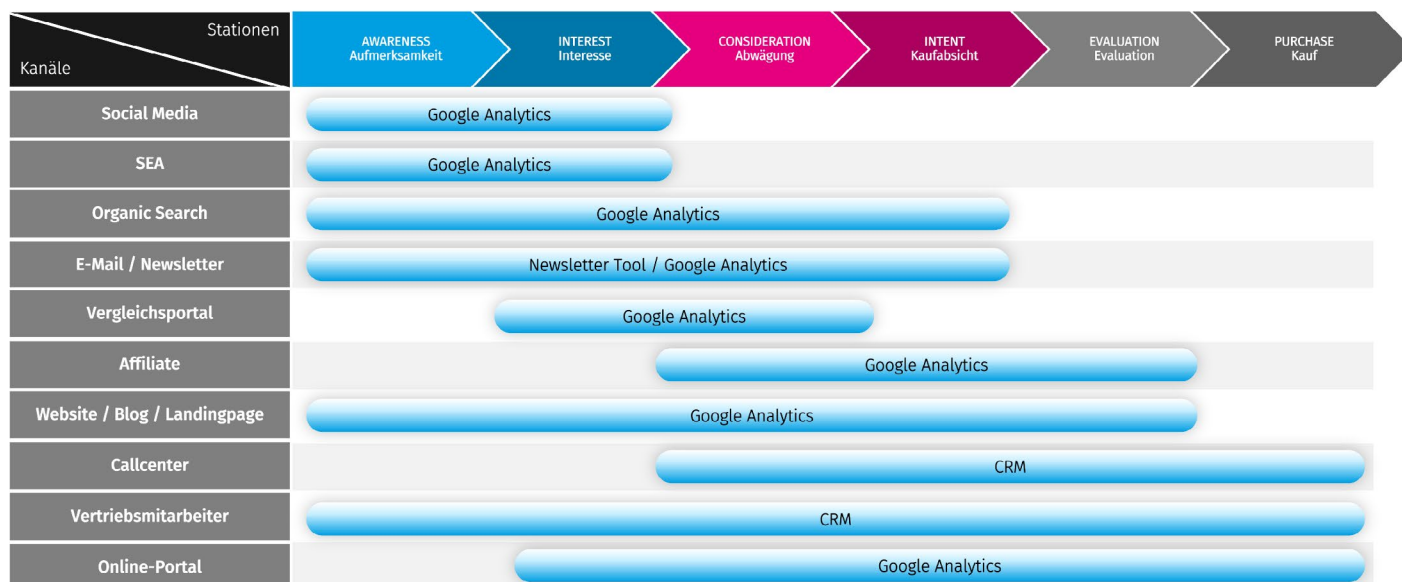 Stationen
Kanäle
AWARENESS
Aufmerksamkeit
INTEREST
Interesse
CONSIDERATION
Abwägung
INTENT
Kaufabsicht
EVALUATION
Evaluation
PURCHASE
Kauf
Social Media
Google Analytics
SEA
Google Analytics
Organic Search
Google Analytics
E-Mail / Newsletter
Newsletter Tool / Google Analytics
Vergleichsportal
Google Analytics
Affiliate
Google Analytics
Website / Blog / Landingpage
Google Analytics
Callcenter
CRM
Vertriebsmitarbeiter
CRM
Online-Portal
Google Analytics